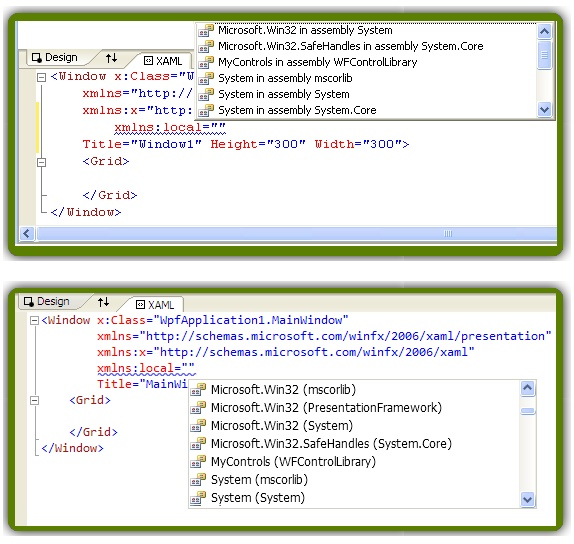 Microsoft.Win32 in assembly System
Microsoft.Win32.SafeHandles in assembly System.Core
MyControls in assembly WFControlLibrary
System in assembly mscorlib
System in assembly System
System in assembly System.Core
Design XAML
<Window x:Class="W
xmlns="http://
xmlns:x="http:
xmlns:local=""
Title="Window1" Height="300" Width="300">
<Grid>
</Grid>
</Window>
Design XAML
<Window x:Class="WpfApplication1.MainWindow"
xmlns="http://schemas.microsoft.com/winfx/2006/xaml/presentation"
xmlns:x="http://schemas.microsoft.com/winfx/2006/xaml"
xmlns:local=""
Title="MainWi
<Grid>
</Grid>
</Window>
Microsoft.Win32 (mscorlib)
Microsoft.Win32 (PresentationFramework)
Microsoft.Win32 (System)
Microsoft.Win32.SafeHandles (System.Core)
MyControls (WFControlLibrary)
System (mscorlib)
System (System)